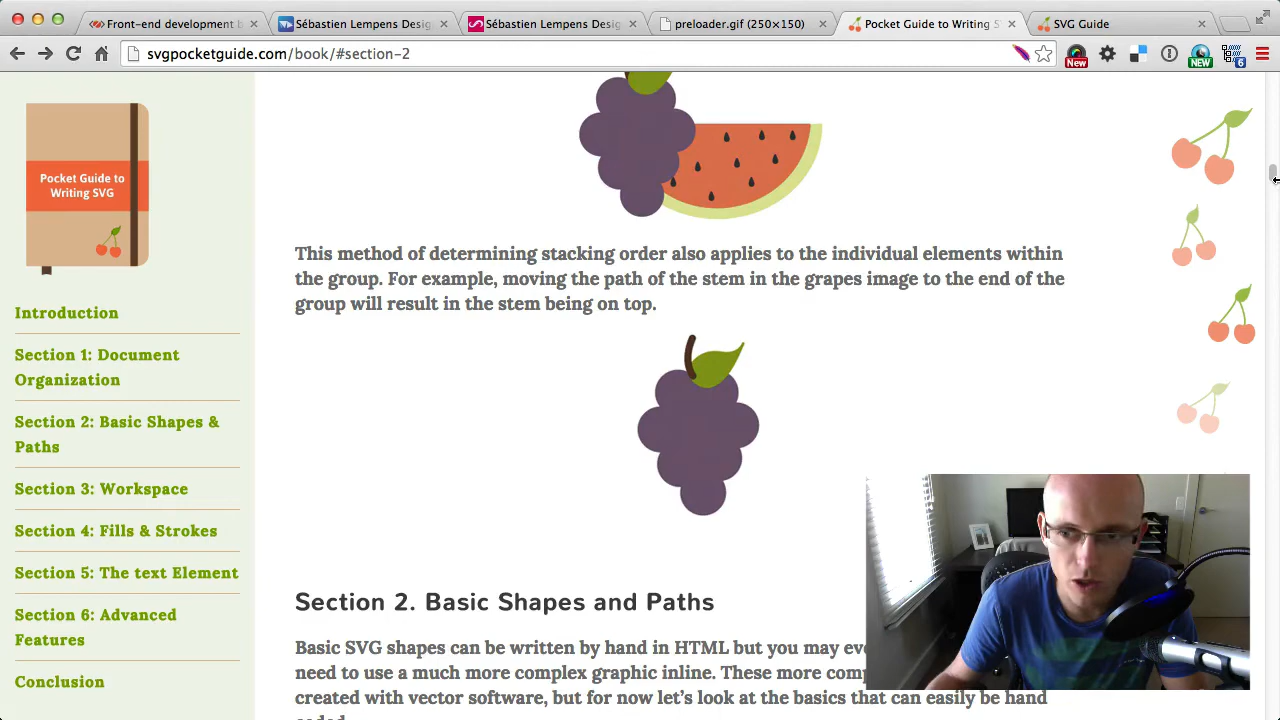 Front-end development b
Sébastien Lempens Desig
Sébastien Lempens Desig
preloader.gif (250×150)
Pocket Guide to Writing S
SVG Guide
svgpocketguide.com/book/#section-2
New
NEW
6
Pocket Guide to
Writing SVG
Introduction
Section 1: Document
Organization
Section 2: Basic Shapes &
Paths
Section 3: Workspace
Section 4: Fills & Strokes
Section 5: The text Element
Section 6: Advanced
Features
Conclusion
This method of determining stacking order also applies to the individual elements within
the group. For example, moving the path of the stem in the grapes image to the end of the
group will result in the stem being on top.
Section 2. Basic Shapes and Paths
Basic SVG shapes can be written by hand in HTML but you may eve
need to use a much more complex graphic inline. These more comp
created with vector software, but for now let's look at the basics that can easily be hand